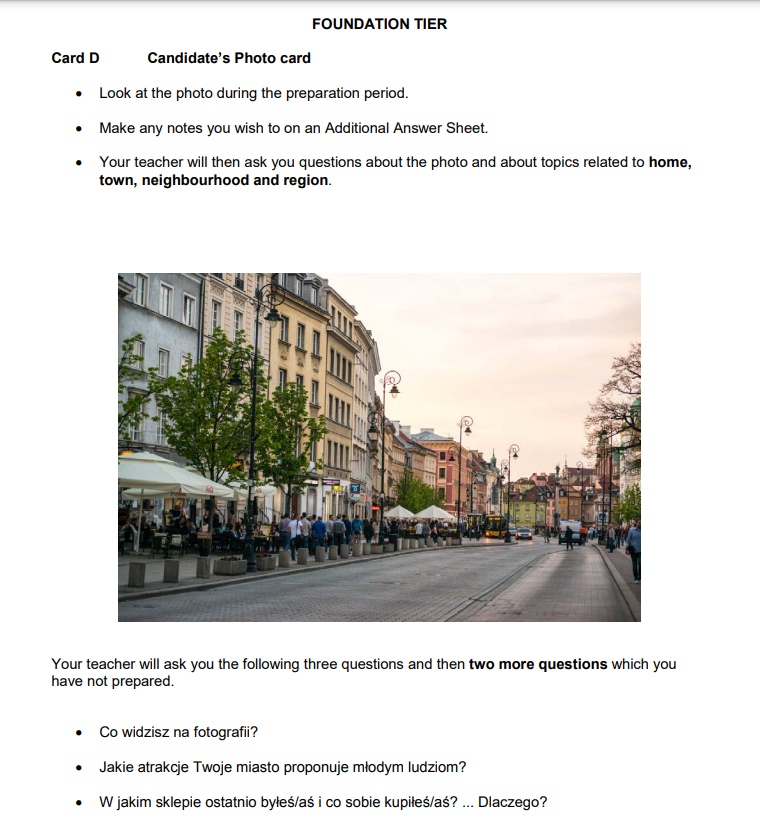 FOUNDATION TIER
Card D Candidate's Photo card
• Look at the photo during the preparation period.
• Make any notes you wish to on an Additional Answer Sheet.
• Your teacher will then ask you questions about the photo and about topics related to home,
town, neighbourhood and region.
Your teacher will ask you the following three questions and then two more questions which you
have not prepared.
• Co widzisz na fotografii?
• Jakie atrakcje Twoje miasto proponuje młodym ludziom?
• W jakim sklepie ostatnio byłeś/aś i co sobie kupiłeś/aś? ... Dlaczego?